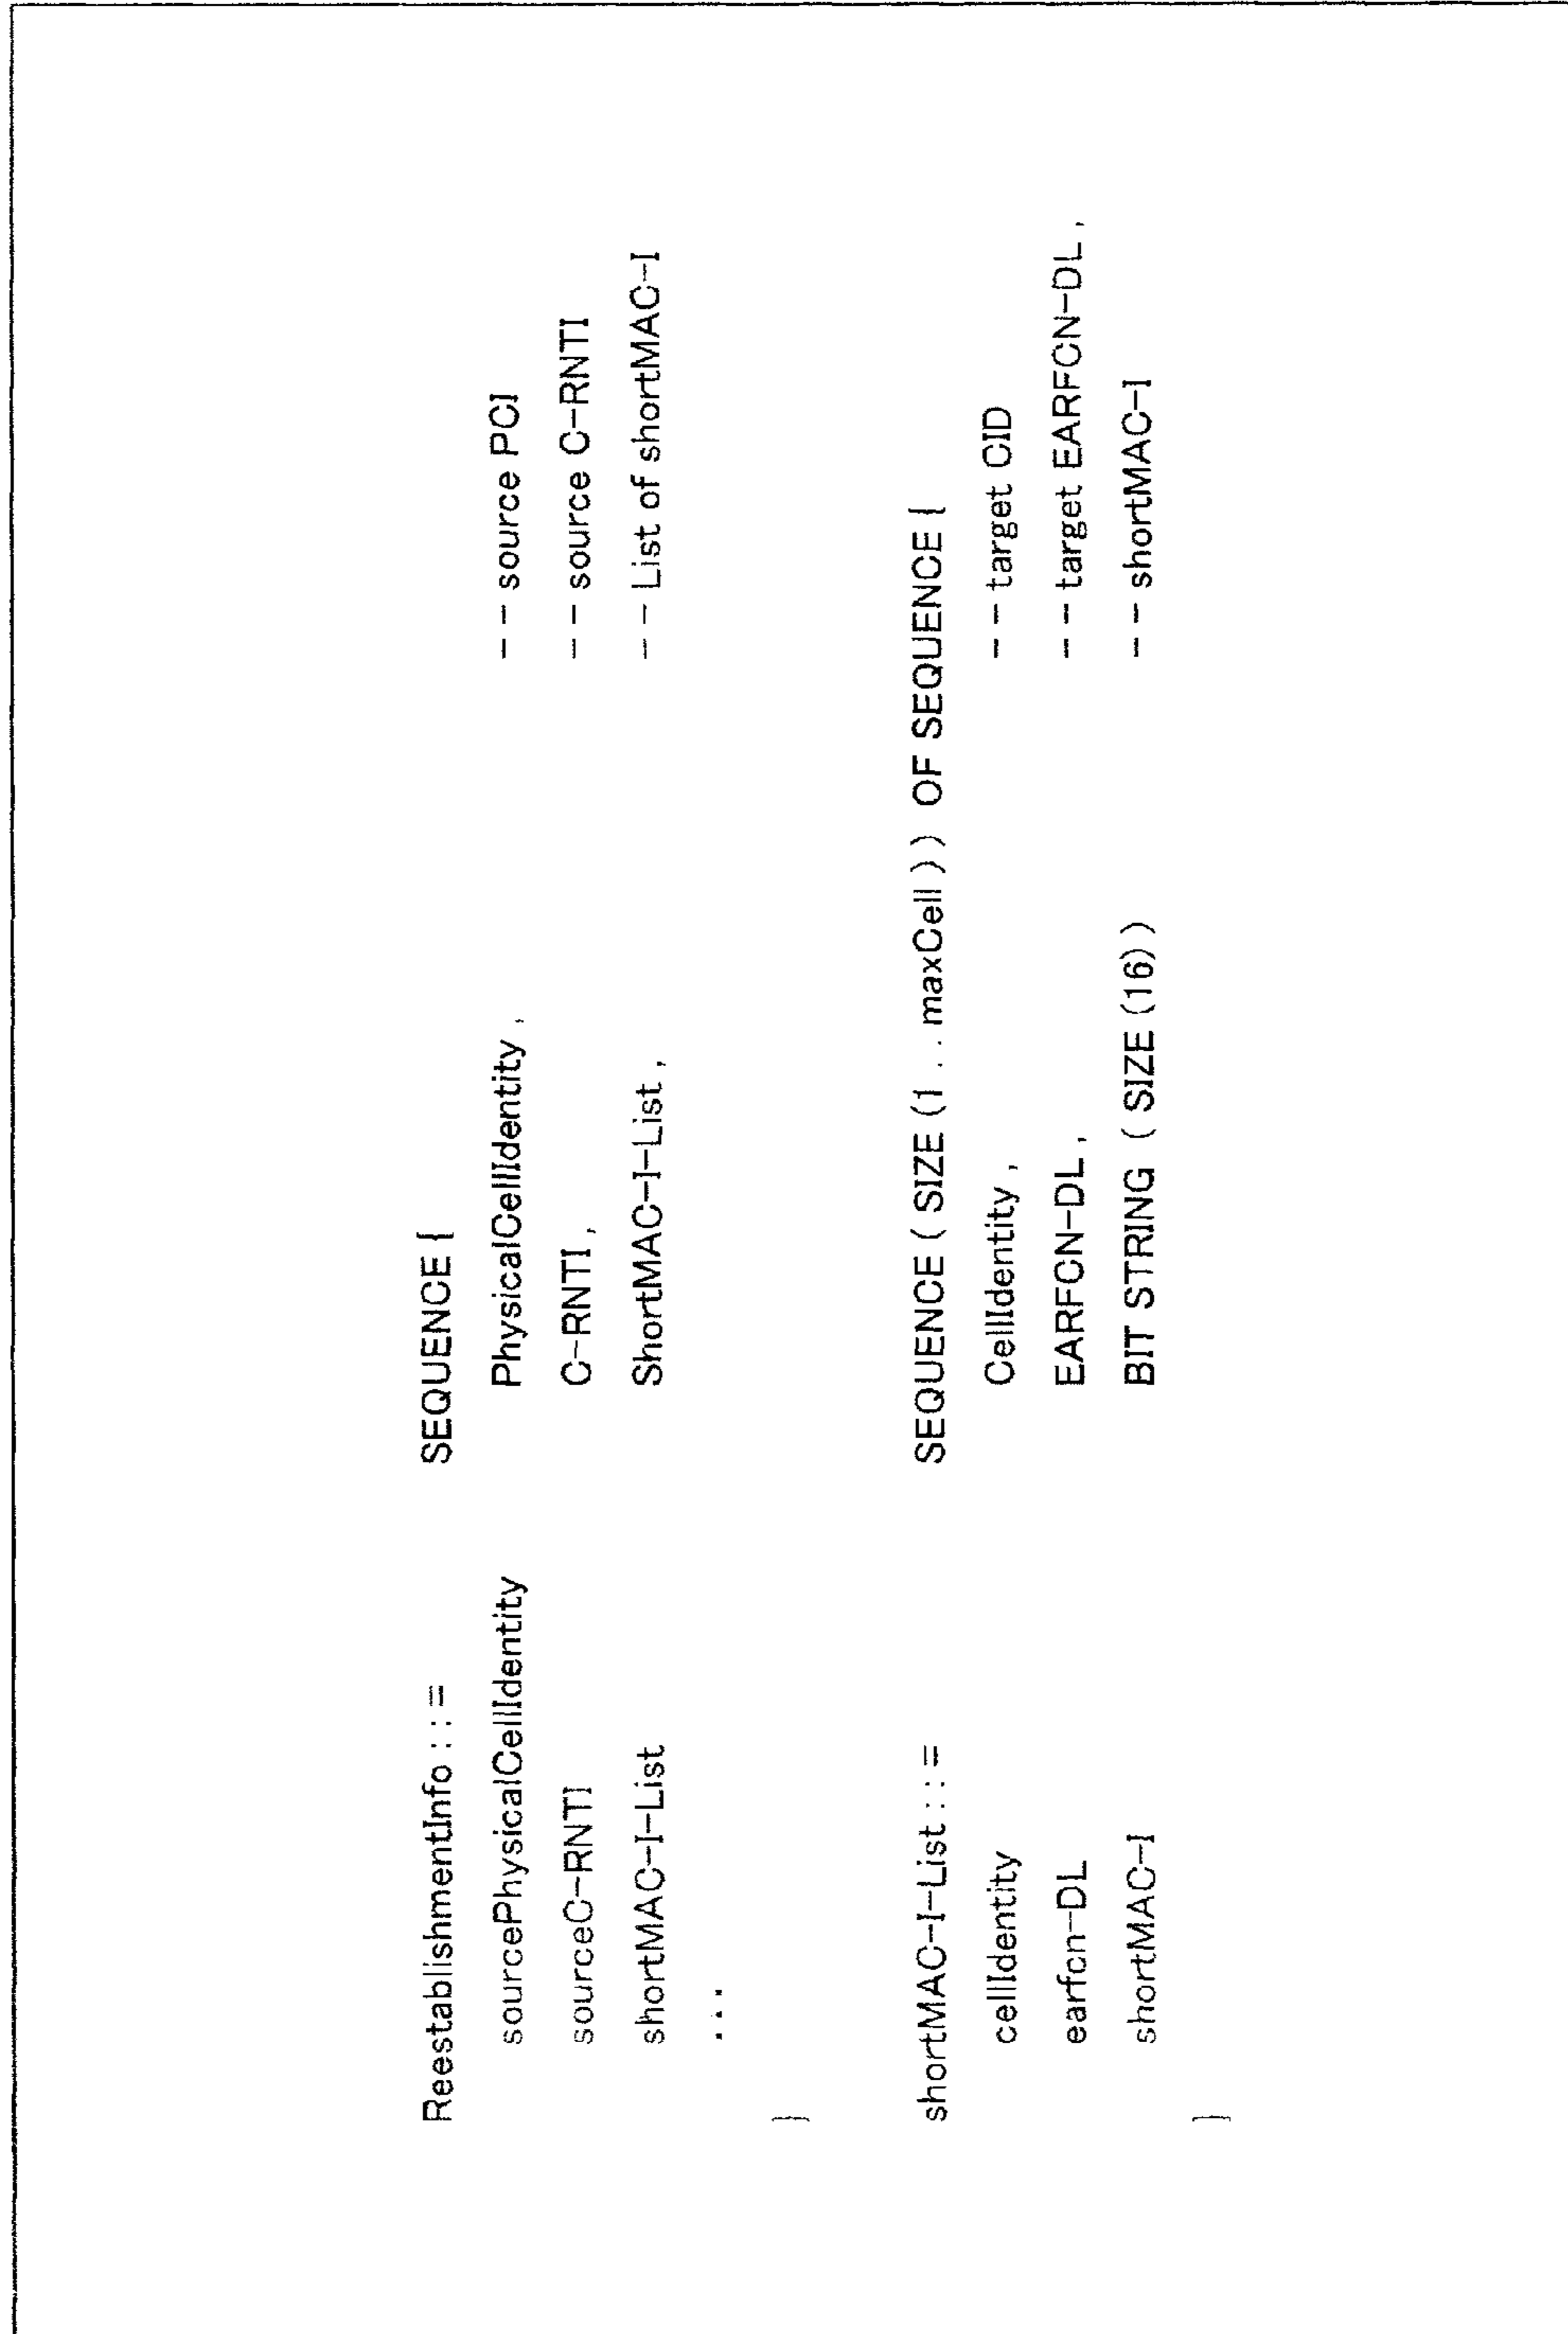 ReestablishmentInfo ::= SEQUENCE {
sourcePhysicalCellIdentity PhysicalCellIdentity, -- source PCI
sourceC-RNTI C-RNTI, -- source C-RNTI
shortMAC-I-List ShortMAC-I-List, -- List of shortMAC-I
...
}
shortMAC-I-List ::= SEQUENCE ( SIZE (1 .. maxCell)) OF SEQUENCE {
cellIdentity CellIdentity, -- target CID
earfcn-DL EARFCN-DL, -- target EARFCN-DL,
shortMAC-I BIT STRING ( SIZE (16)) -- shortMAC-I
}